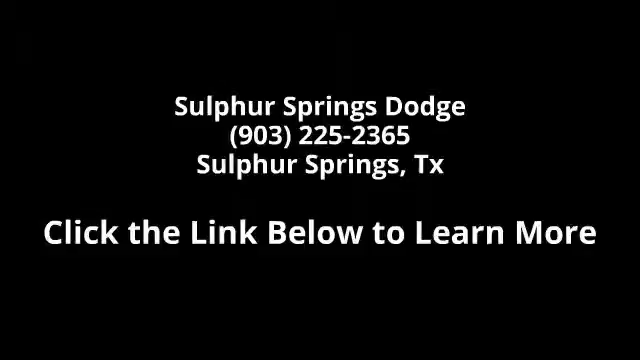 Sulphur Springs Dodge
(903) 225-2365
Sulphur Springs, Tx
Click the Link Below to Learn More